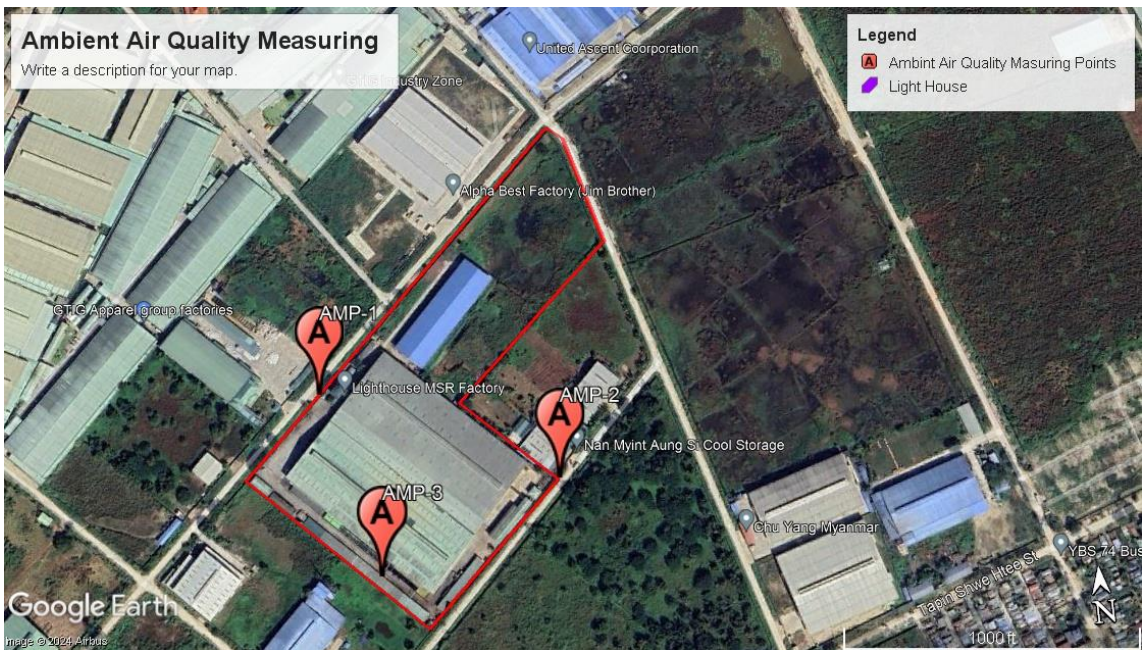 Ambient Air Quality Measuring
Write a description for your map.
Legend
A Ambint Air Quality Masuring Points
Light House
United Ascent Coorporation
Industry Zone
Alpha Best Factory (Jim Brother)
GTIG Apparel group factories
A
AMP-1
Lighthouse MSR Factory
A
AMP-2
Nan Myint Aung Si Cool Storage
A
AMP-3
Chu Yang Myanmar
YBS 74 Bus
Tapin Shwe Htee St.
Google Earth
Image © 2024 Airbus
1000 ft
N